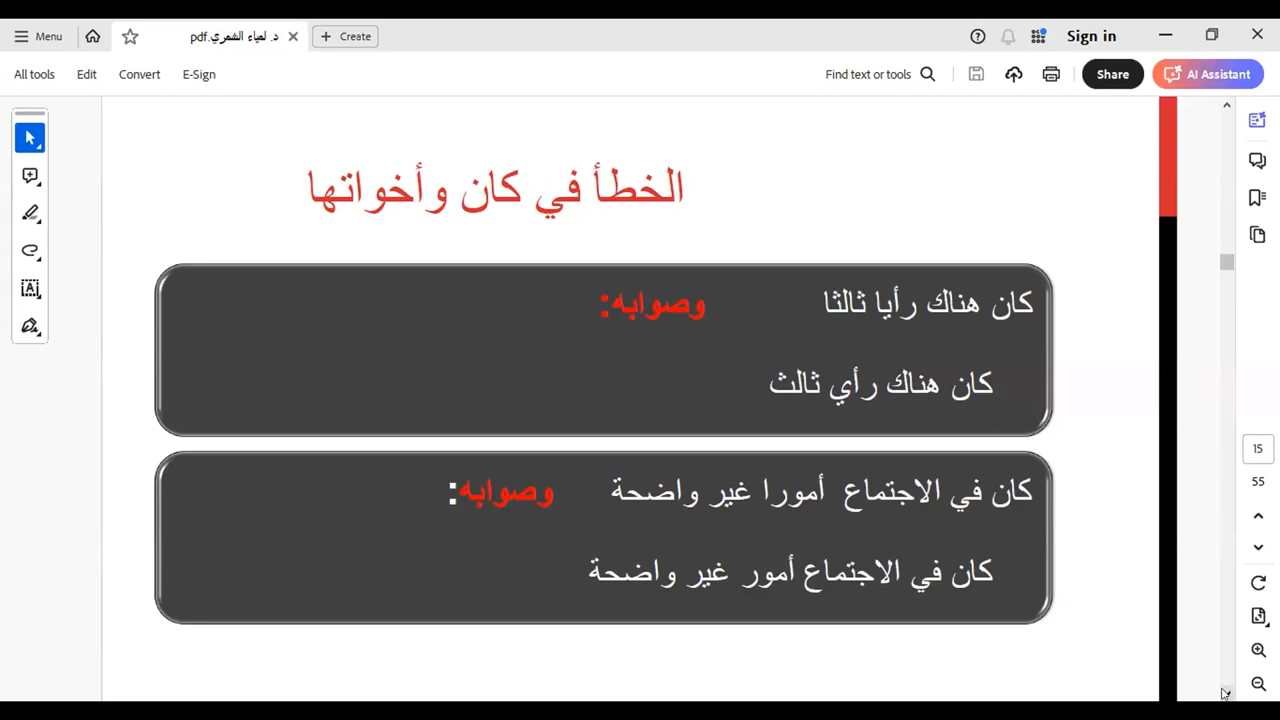 Menu
د. لمياء الشمري.pdf
Create
Sign in
All tools
Edit
Convert
E-Sign
Find text or tools
Share
AI Assistant
الخطأ في كان وأخواتها
كان هناك رأيا ثالثا وصوابه:
كان هناك رأي ثالث
كان في الاجتماع أمورا غير واضحة وصوابه:
كان في الاجتماع أمور غير واضحة
15
55